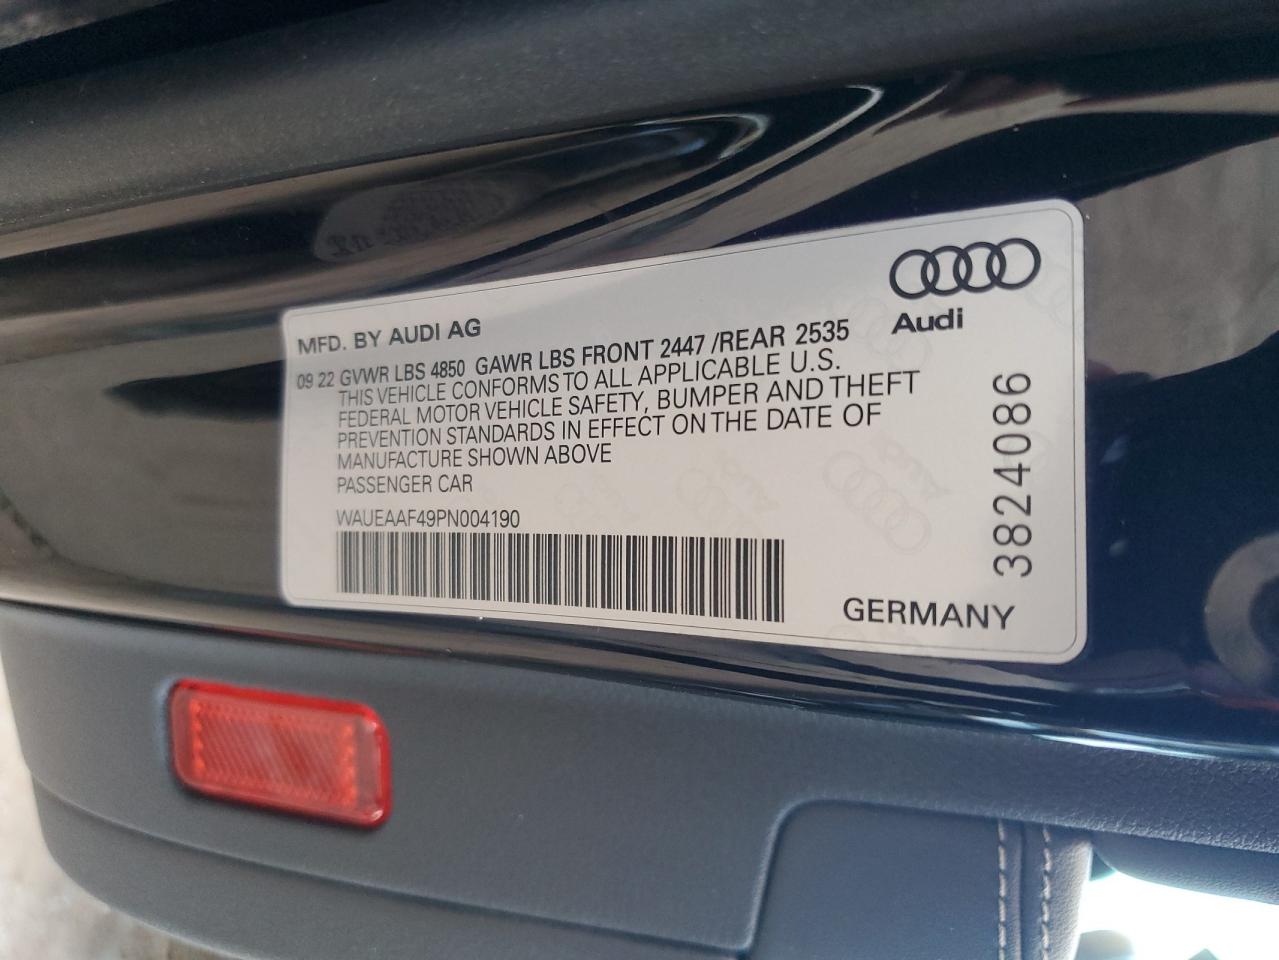 Audi
MFD. BY AUDI AG
09 22 GVWR LBS 4850 GAWR LBS FRONT 2447 /REAR 2535
THIS VEHICLE CONFORMS TO ALL APPLICABLE U.S.
FEDERAL MOTOR VEHICLE SAFETY, BUMPER AND THEFT
PREVENTION STANDARDS IN EFFECT ON THE DATE OF
MANUFACTURE SHOWN ABOVE
PASSENGER CAR
WAUEAAF49PN004190
GERMANY
3824086